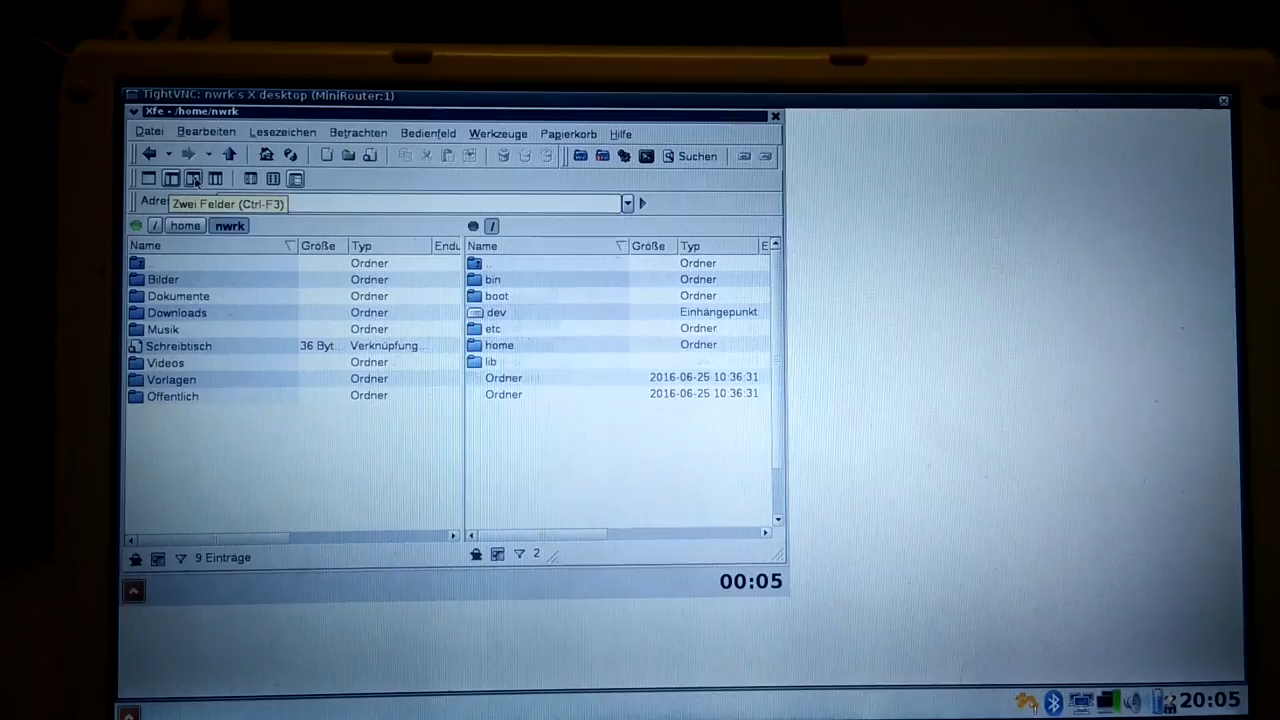 TightVNC: nwrk's X desktop (MiniRouter:1)
Xfe - /home/nwrk
Datei Bearbeiten Lesezeichen Betrachten Bedienfeld Werkzeuge Papierkorb Hilfe
Suchen
Adre
Zwei Felder (Ctrl-F3)
/ home nwrk /
Name Größe Typ Endu Name Größe Typ E
.. Ordner .. Ordner
Bilder Ordner bin Ordner
Dokumente Ordner boot Ordner
Downloads Ordner dev Einhängepunkt
Musik Ordner etc Ordner
Schreibtisch 36 Byt... Verknüpfung... home Ordner
Videos Ordner lib
Vorlagen Ordner Ordner 2016-06-25 10:36:31
Öffentlich Ordner Ordner 2016-06-25 10:36:31
9 Einträge 2
00:05
20:05